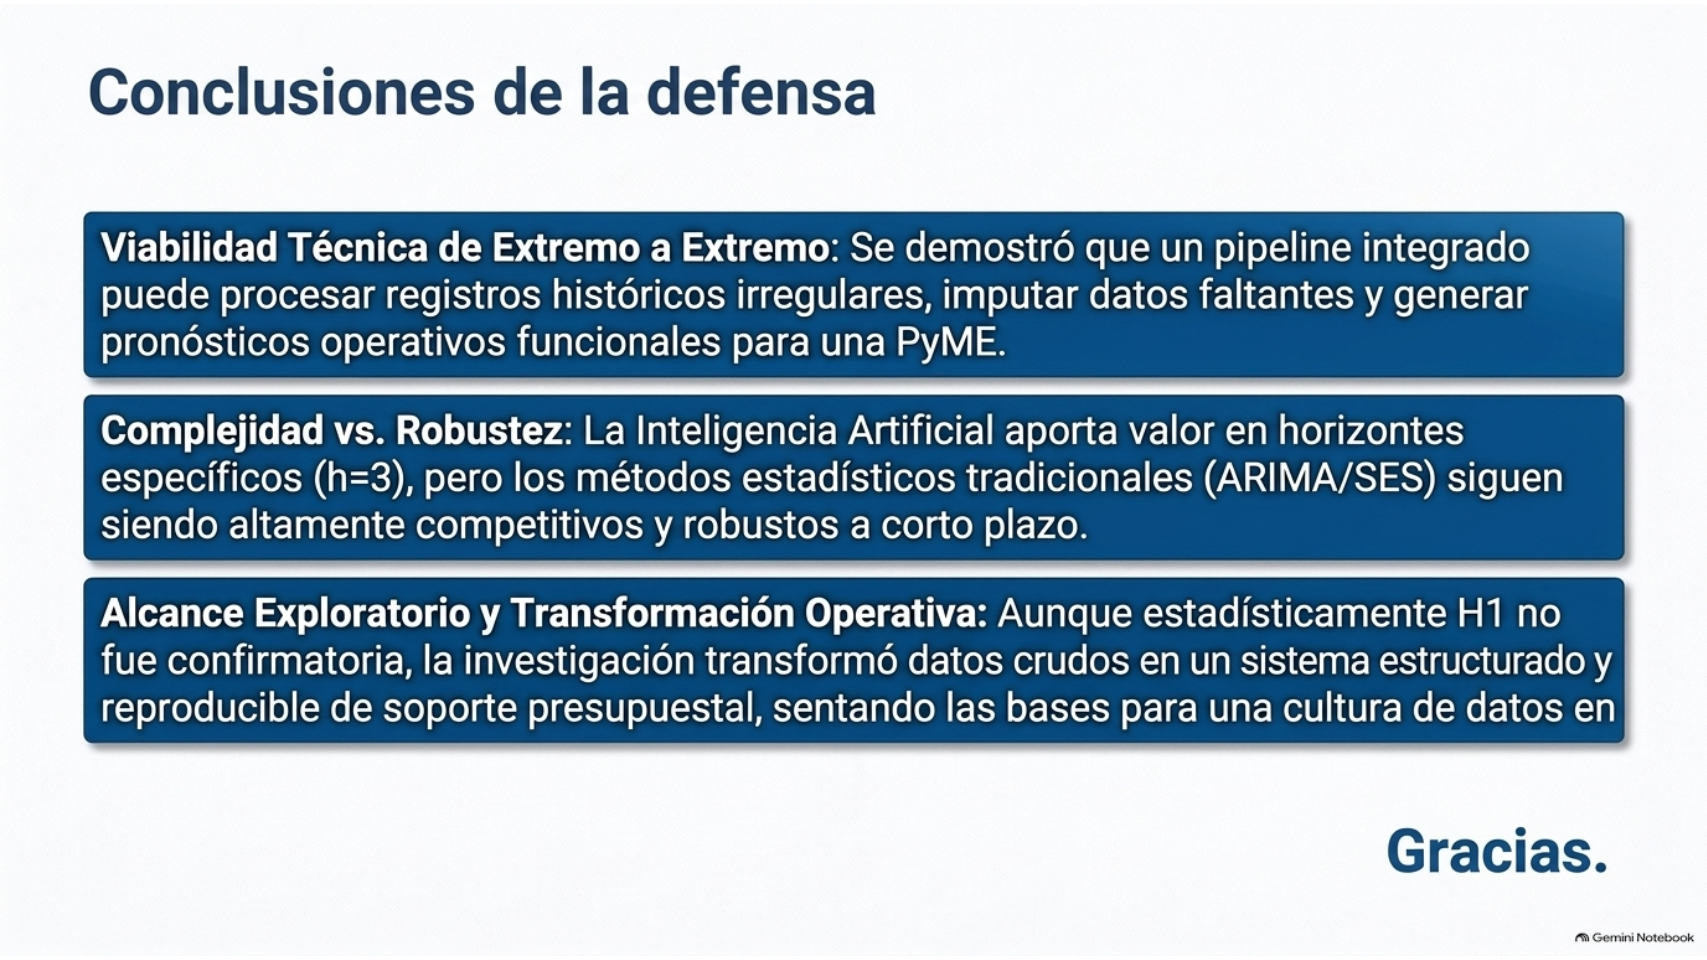 Conclusiones de la defensa
Viabilidad Técnica de Extremo a Extremo: Se demostró que un pipeline integrado
puede procesar registros históricos irregulares, imputar datos faltantes y generar
pronósticos operativos funcionales para una PyME.
Complejidad vs. Robustez: La Inteligencia Artificial aporta valor en horizontes
específicos (h=3), pero los métodos estadísticos tradicionales (ARIMA/SES) siguen
siendo altamente competitivos y robustos a corto plazo.
Alcance Exploratorio y Transformación Operativa: Aunque estadísticamente H1 no
fue confirmatoria, la investigación transformó datos crudos en un sistema estructurado y
reproducible de soporte presupuestal, sentando las bases para una cultura de datos en
Gracias.
Gemini Notebook